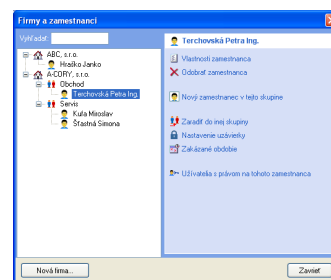 Firmy a zamestnanci
Vyhľadať:
ABC, s.r.o.
Hraško Janko
A-CORY, s.r.o.
Obchod
Terchovská Petra Ing.
Servis
Kuľa Miroslav
Šťastná Simona
Terchovská Petra Ing.
Vlastnosti zamestnanca
Odobrať zamestnanca
Nový zamestnanec v tejto skupine
Zaradiť do inej skupiny
Nastavenie uzávierky
Zakázané obdobie
Užívatelia s právom na tohoto zamestnanca
Nová firma...
Zavrieť